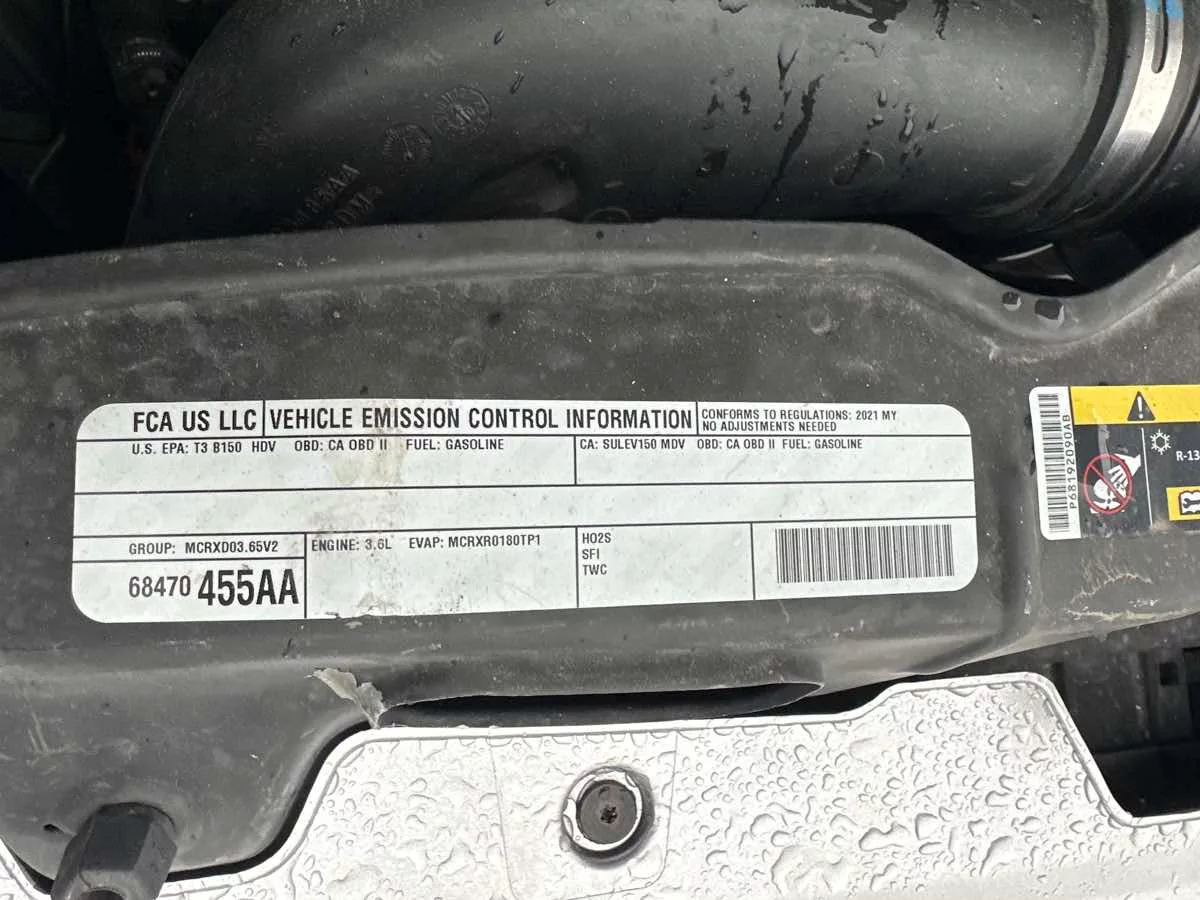 FCA US LLC
VEHICLE EMISSION CONTROL INFORMATION
CONFORMS TO REGULATIONS: 2021 MY
NO ADJUSTMENTS NEEDED
U.S. EPA: T3 B150 HDV OBD: CA OBD II FUEL: GASOLINE
CA: SULEV150 MDV OBD: CA OBD II FUEL: GASOLINE
GROUP: MCRXD03.65V2
68470 455AA
ENGINE: 3.6L EVAP: MCRXR0180TP1
HO2S
SFI
TWC
P68192090AB
R-13